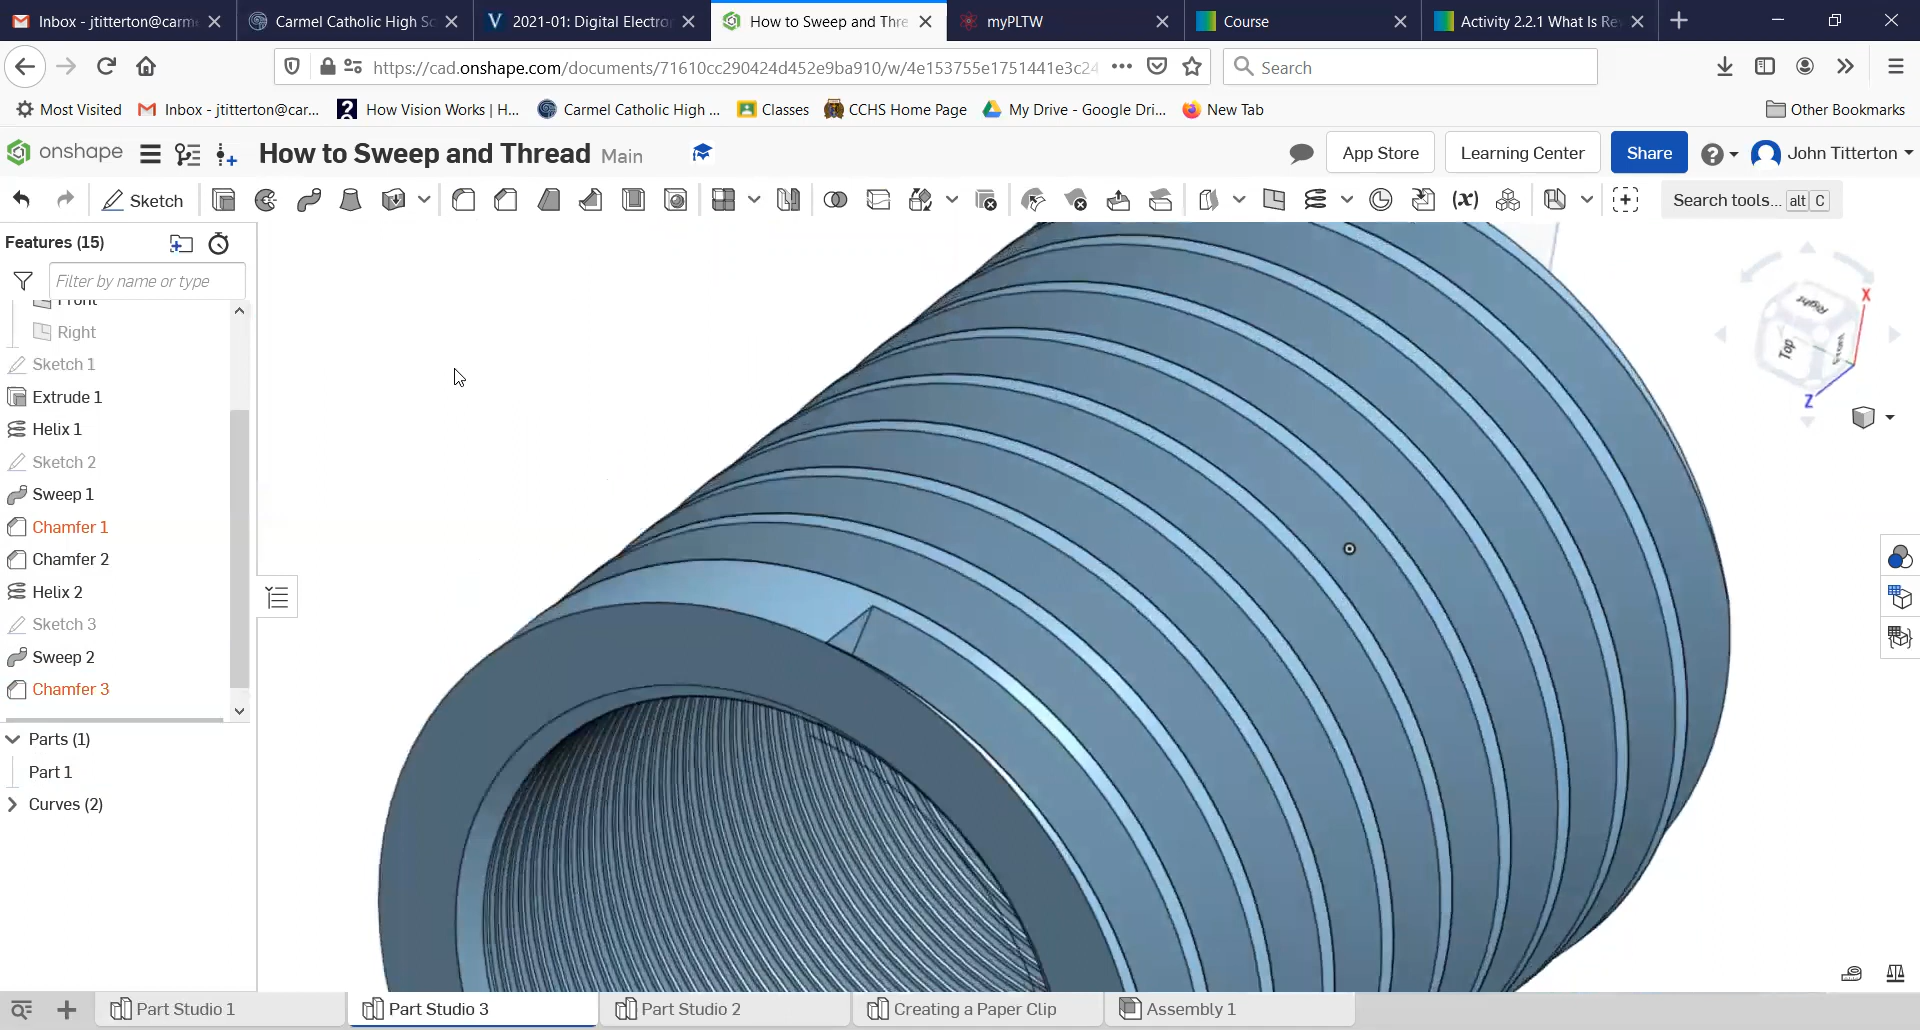 Inbox - jtitterton@carm
Carmel Catholic High Sc
V 2021-01: Digital Electro
How to Sweep and Thre
myPLTW
Course
Activity 2.2.1 What Is Re
https://cad.onshape.com/documents/71610cc290424d452e9ba910/w/4e153755e1751441e3c24
Search
Most Visited
Inbox - jtitterton@car...
How Vision Works | H...
Carmel Catholic High ...
Classes
CCHS Home Page
My Drive - Google Dri...
New Tab
Other Bookmarks
onshape
How to Sweep and Thread Main
App Store
Learning Center
Share
John Titterton
Sketch
(x)
Search tools... alt C
Features (15)
Filter by name or type
Front
Right
Sketch 1
Extrude 1
Helix 1
Sketch 2
Sweep 1
Chamfer 1
Chamfer 2
Helix 2
Sketch 3
Sweep 2
Chamfer 3
Parts (1)
Part 1
Curves (2)
Right
Top
Front
X
Z
Part Studio 1
Part Studio 3
Part Studio 2
Creating a Paper Clip
Assembly 1